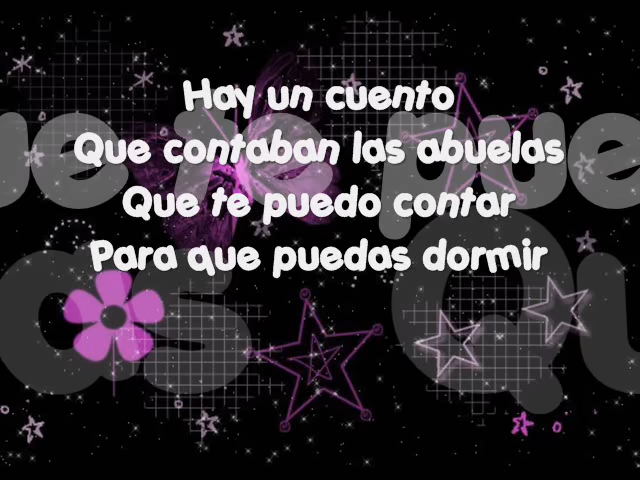 Hay un cuento
Que contaban las abuelas
Que te puedo contar
Para que puedas dormir